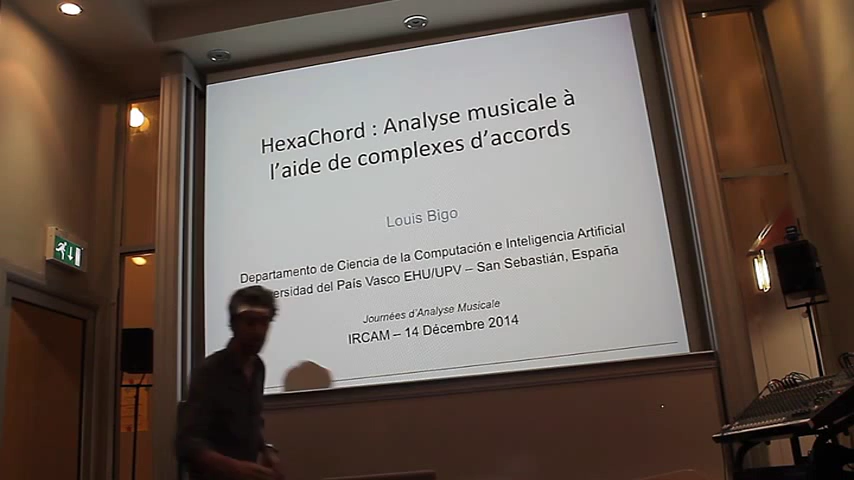 HexaChord : Analyse musicale à
l'aide de complexes d'accords
Louis Bigo
Departamento de Ciencia de la Computación e Inteligencia Artificial
del País Vasco EHU/UPV – San Sebastián, España
Journées d'Analyse Musicale
IRCAM – 14 Décembre 2014